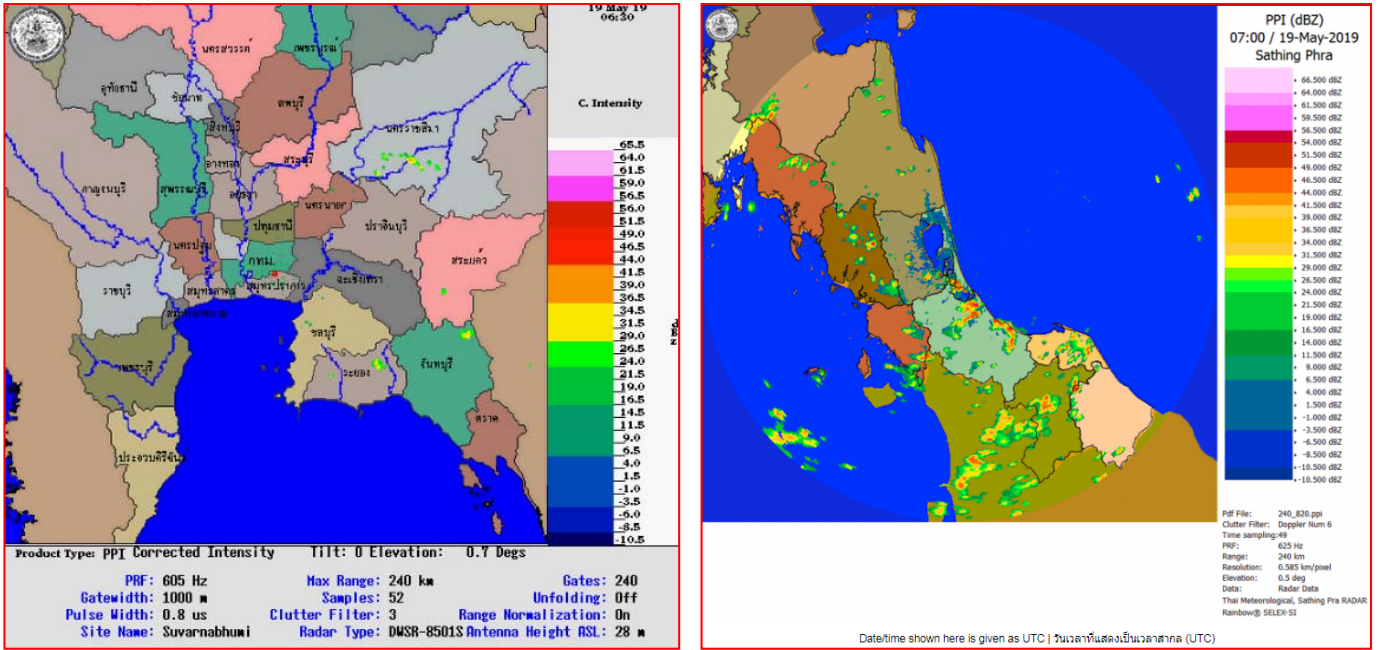 19 May 19
06:30
C. Intensity
นครสวรรค์
เพชรบูรณ์
อุทัยธานี
ชัยนาท
ลพบุรี
สิงห์บุรี
นครราชสีมา
สระบุรี
อ่างทอง
กาญจนบุรี
สุพรรณบุรี
อยุธยา
นครนายก
ปราจีนบุรี
ปทุมธานี
นครปฐม
กทม.
สระแก้ว
ราชบุรี
สมุทรสาคร
สมุทรปราการ
ฉะเชิงเทรา
สมุทรสงคราม
ชลบุรี
เพชรบุรี
ระยอง
จันทบุรี
ตราด
ประจวบคีรีขันธ์
65.5
64.0
61.5
59.0
56.5
56.0
51.5
49.0
46.5
44.0
41.5
39.0
36.5
34.5
31.5
29.0
26.5
24.0
21.5
19.0
16.5
14.5
11.5
9.0
6.5
4.0
1.5
-1.0
-3.5
-6.0
-8.5
-10.5
Product Type: PPI Corrected Intensity Tilt: 0 Elevation: 0.7 Degs
PRF: 605 Hz Max Range: 240 km Gates: 240
Gatewidth: 1000 m Samples: 52 Unfolding: Off
Pulse Width: 0.8 us Clutter Filter: 3 Range Normalization: On
Site Name: Suvarnabhumi Radar Type: DWSR-8501S Antenna Height ASL: 28 m
PPI (dBZ)
07:00 / 19-May-2019
Sathing Phra
66.500 dBZ
64.000 dBZ
61.500 dBZ
59.500 dBZ
56.500 dBZ
54.000 dBZ
51.500 dBZ
49.000 dBZ
46.500 dBZ
44.000 dBZ
41.500 dBZ
39.000 dBZ
36.500 dBZ
34.000 dBZ
31.500 dBZ
29.000 dBZ
26.500 dBZ
24.000 dBZ
21.500 dBZ
19.000 dBZ
16.500 dBZ
14.000 dBZ
11.500 dBZ
9.000 dBZ
6.500 dBZ
4.000 dBZ
1.500 dBZ
-1.000 dBZ
-3.500 dBZ
-6.500 dBZ
-8.500 dBZ
-10.500 dBZ
-10.500 dBZ
Pdf File: 240_820.ppi
Clutter Filter: Doppler Num 6
Time sampling:49
PRF: 625 Hz
Range: 240 km
Resolution: 0.585 km/pixel
Elevation: 0.5 deg
Data: Radar Data
Thai Meteorological, Sathing Pra RADAR
Rainbow® SELEX-SI
Date/time shown here is given as UTC | วันเวลาที่แสดงเป็นเวลาสากล (UTC)